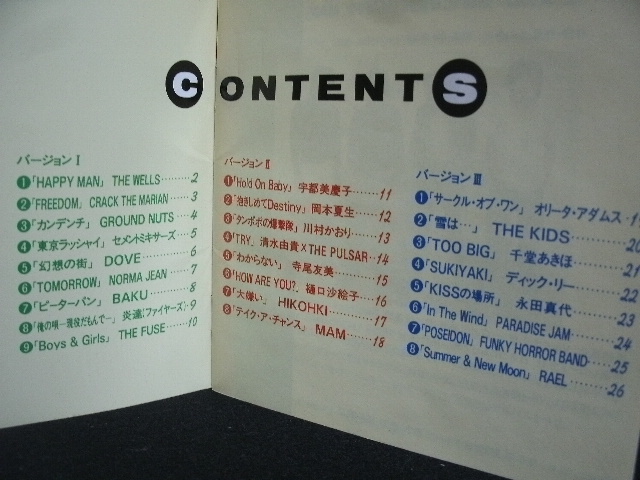 CONTENTS
バージョンⅠ
❶「HAPPY MAN」 THE WELLS……2
❷「FREEDOM」 CRACK THE MARIAN……3
❸「カンデンチ」 GROUND NUTS……4
❹「東京ラッシャイ」 セメントミキサーズ……5
❺「幻想の街」 DOVE……6
❻「TOMORROW」 NORMA JEAN……7
❼「ピーターパン」 BAKU……8
❽「俺の唄―現役だもんで―」 炎達(ファイヤーズ)……9
❾「Boys & Girls」 THE FUSE……10
バージョンⅡ
❶「Hold On Baby」 宇都美慶子……11
❷「抱きしめてDestiny」 岡本夏生……12
❸「タンポポの爆撃隊」 川村かおり……13
❹「TRY」 清水由貴×THE PULSAR……14
❺「わからない」 寺尾友美……15
❻「HOW ARE YOU?」 樋口沙絵子……16
❼「大嫌い」 HIKOHKI……17
❽「テイク・ア・チャンス」 MAM……18
バージョンⅢ
❶「サークル・オブ・ワン」 オリータ・アダムス…19
❷「雪は…」 THE KIDS……20
❸「TOO BIG」 千堂あきほ……21
❹「SUKIYAKI」 ディック・リー……22
❺「KISSの場所」 永田真代……23
❻「In The Wind」 PARADISE JAM……24
❼「POSEIDON」 FUNKY HORROR BAND……25
❽「Summer & New Moon」 RAEL……26